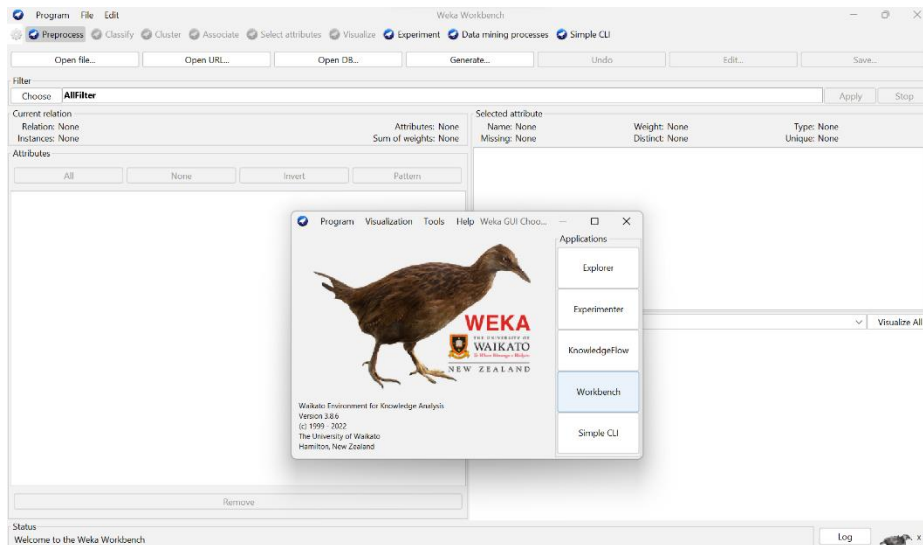 Program File Edit Weka Workbench
Preprocess Classify Cluster Associate Select attributes Visualize Experiment Data mining processes Simple CLI
Open file... Open URL... Open DB... Generate... Undo Edit... Save...
Filter
Choose AllFilter Apply Stop
Current relation
Relation: None Attributes: None
Instances: None Sum of weights: None
Selected attribute
Name: None Weight: None Type: None
Missing: None Distinct: None Unique: None
Attributes
All None Invert Pattern
Program Visualization Tools Help Weka GUI Choo...
Applications
Explorer
Experimenter
KnowledgeFlow
Workbench
Simple CLI
WEKA
THE UNIVERSITY OF
WAIKATO
NEW ZEALAND
Waikato Environment for Knowledge Analysis
Version 3.8.6
(c) 1999 - 2022
The University of Waikato
Hamilton, New Zealand
Visualize All
Remove
Status
Welcome to the Weka Workbench
Log
x